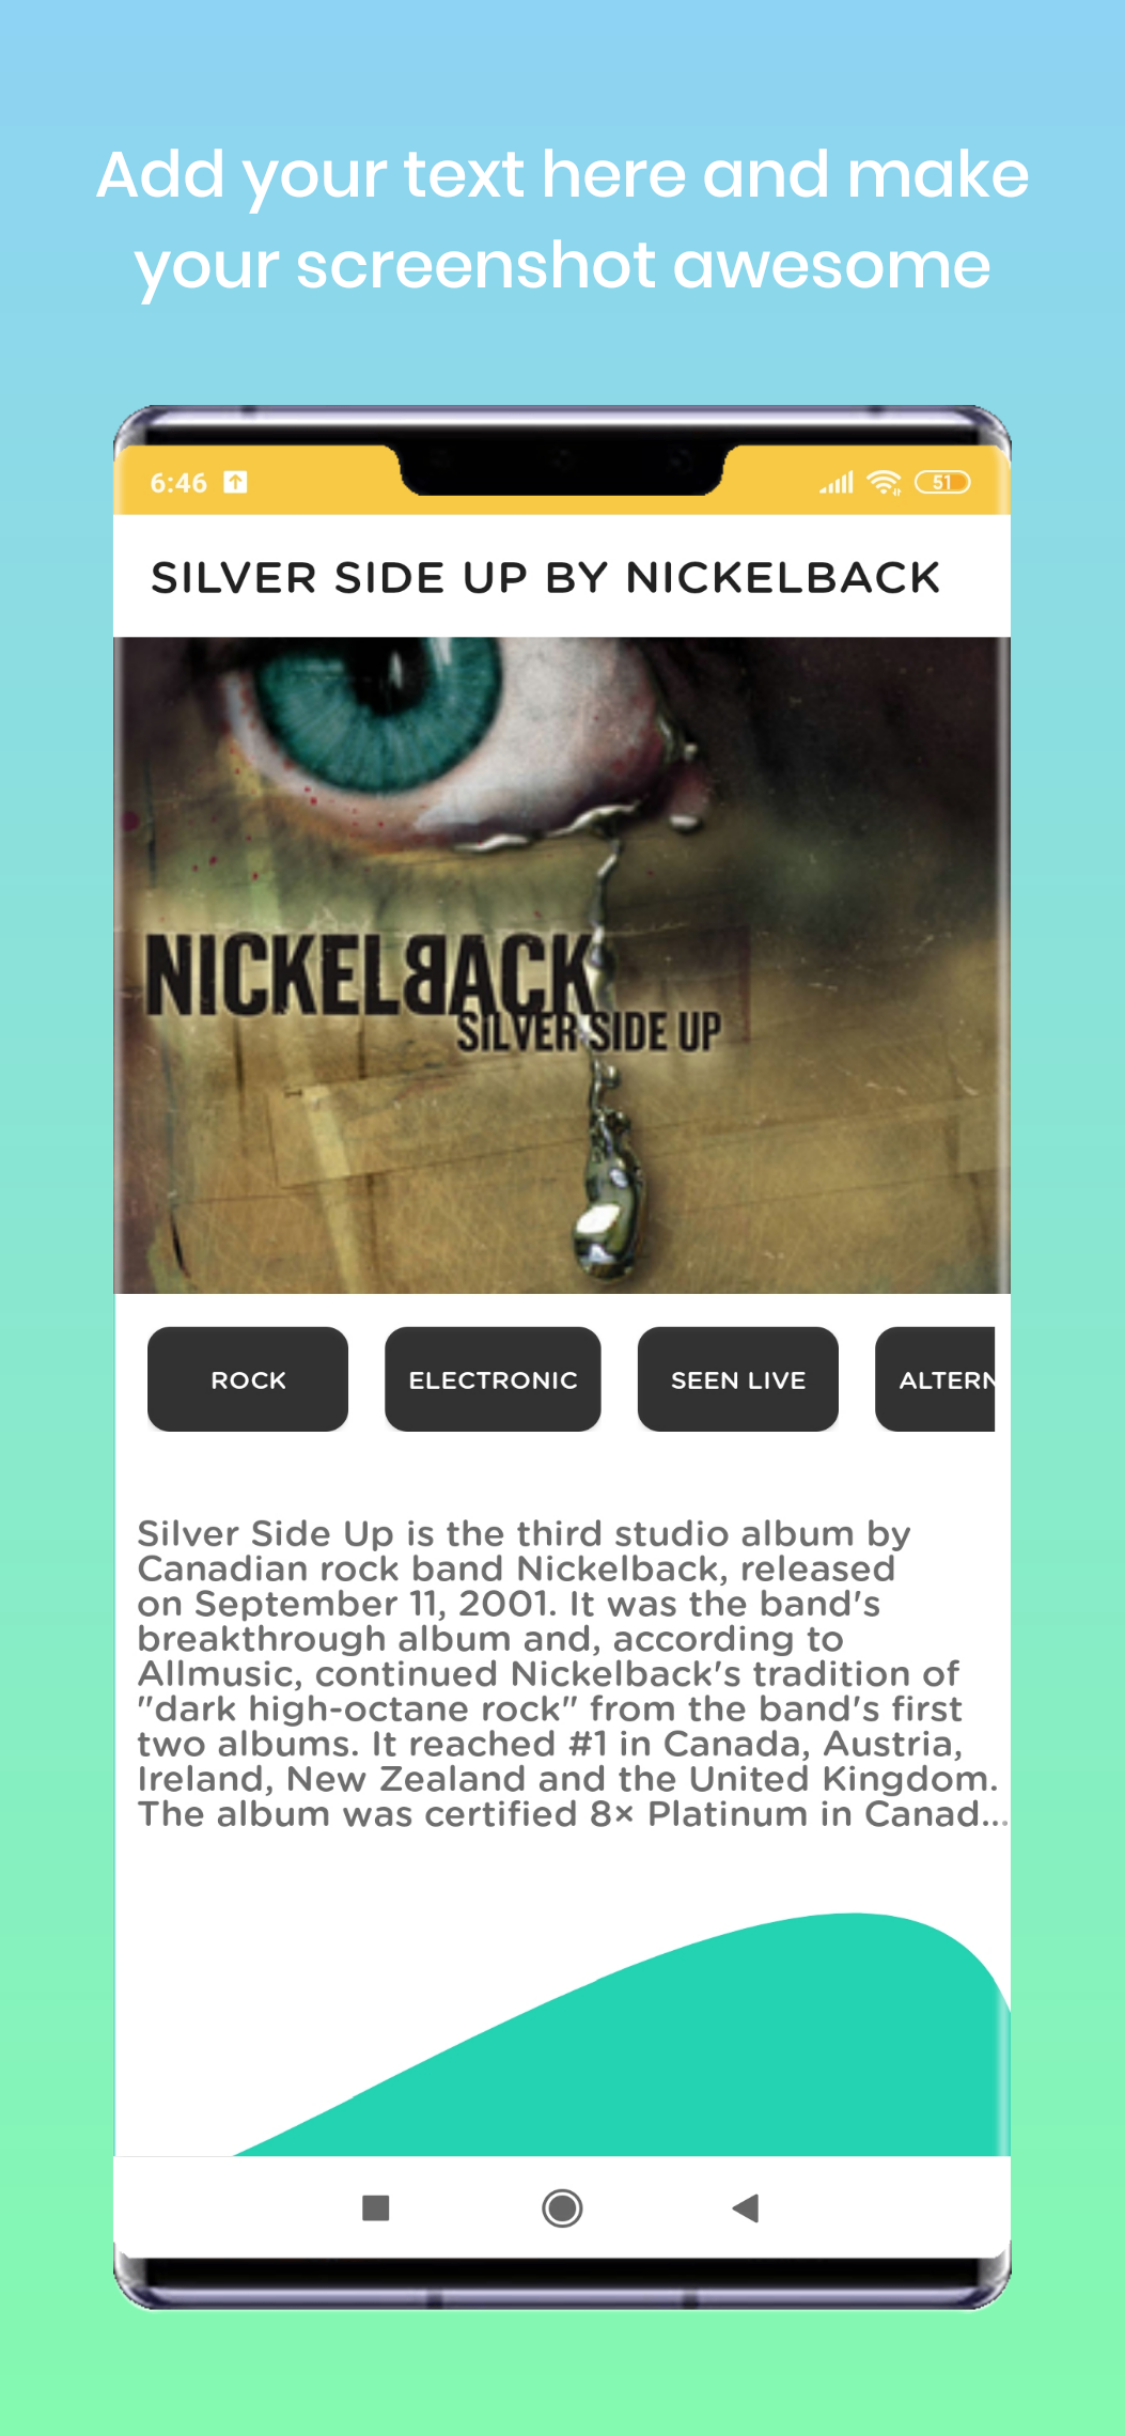 Add your text here and make
your screenshot awesome
6:46
51
SILVER SIDE UP BY NICKELBACK
NICKELBACK
SILVER SIDE UP
ROCK
ELECTRONIC
SEEN LIVE
ALTERN
Silver Side Up is the third studio album by
Canadian rock band Nickelback, released
on September 11, 2001. It was the band's
breakthrough album and, according to
Allmusic, continued Nickelback's tradition of
"dark high-octane rock" from the band's first
two albums. It reached #1 in Canada, Austria,
Ireland, New Zealand and the United Kingdom.
The album was certified 8× Platinum in Canad...